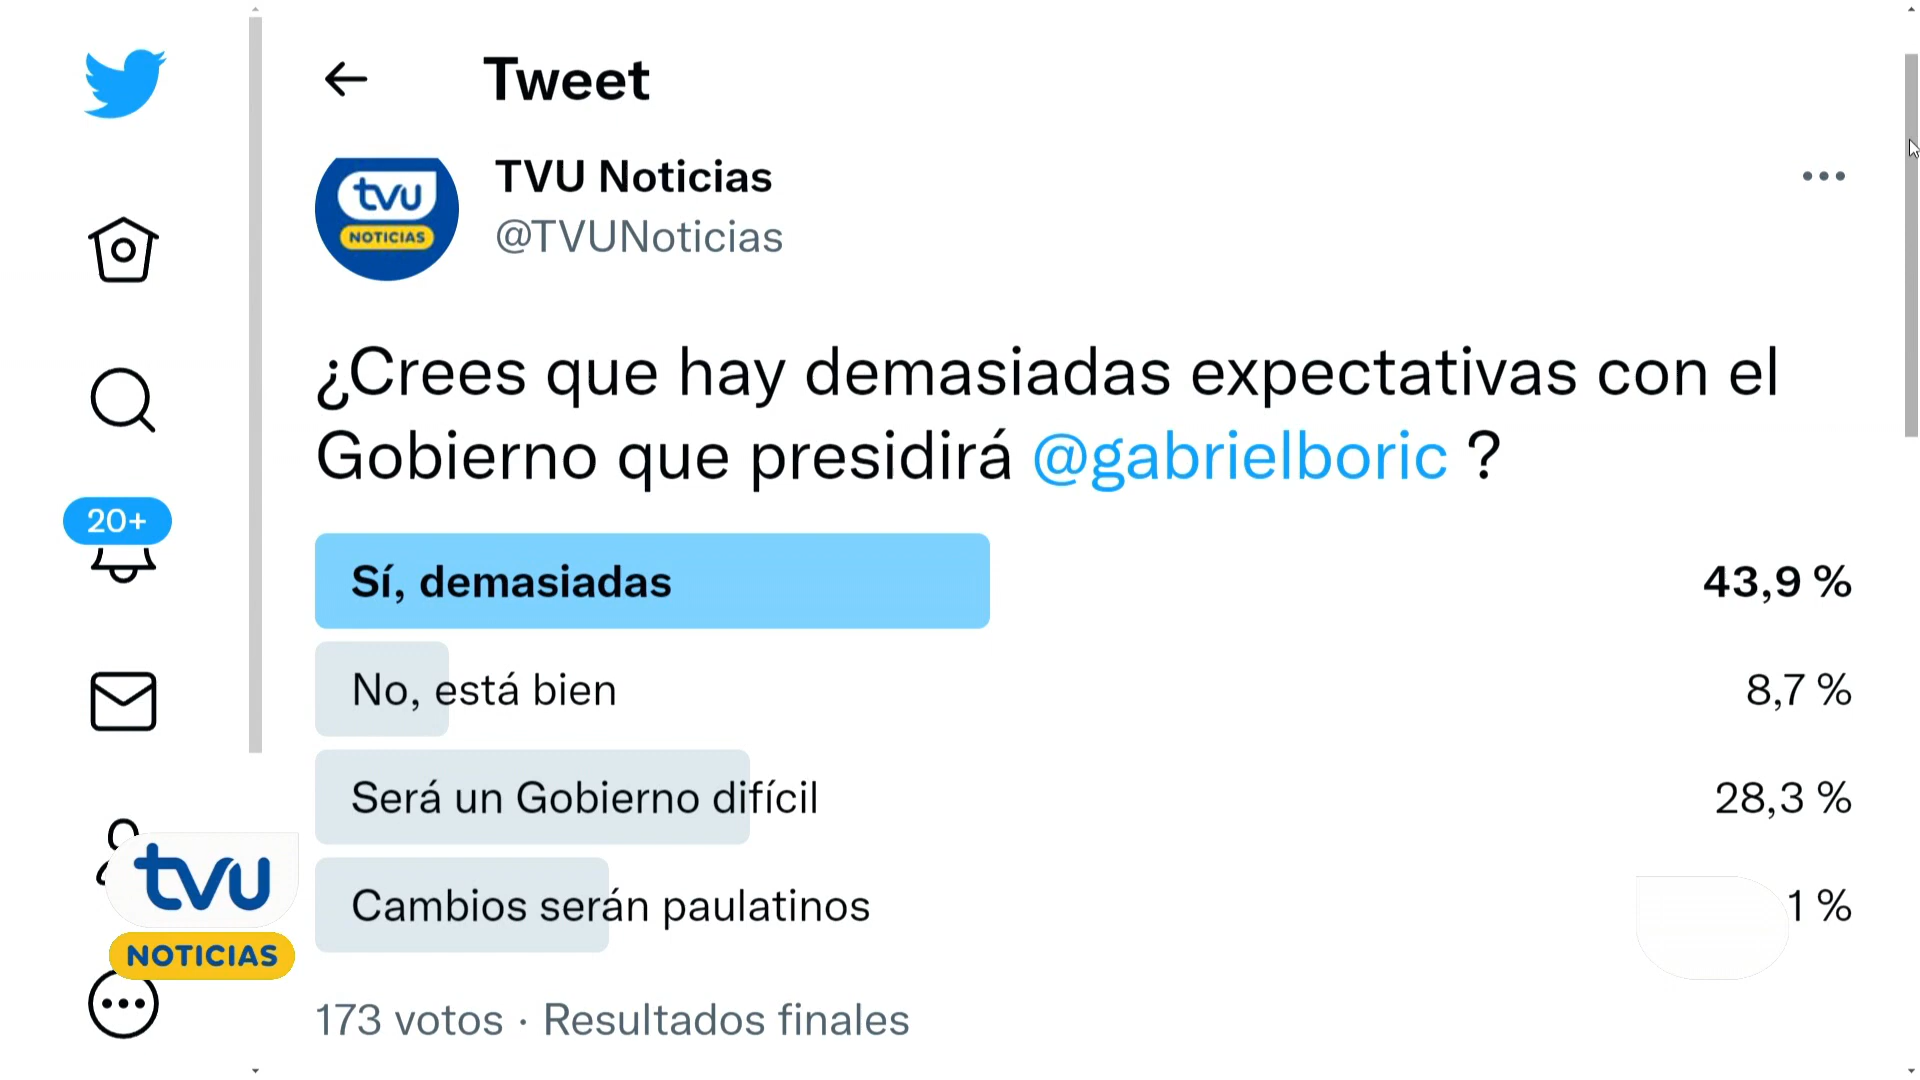 Tweet
tvu
NOTICIAS
TVU Noticias
@TVUNoticias
¿Crees que hay demasiadas expectativas con el
Gobierno que presidirá @gabrielboric ?
20+
Sí, demasiadas 43,9 %
No, está bien 8,7 %
Será un Gobierno difícil 28,3 %
Cambios serán paulatinos 1 %
tvu
NOTICIAS
173 votos · Resultados finales